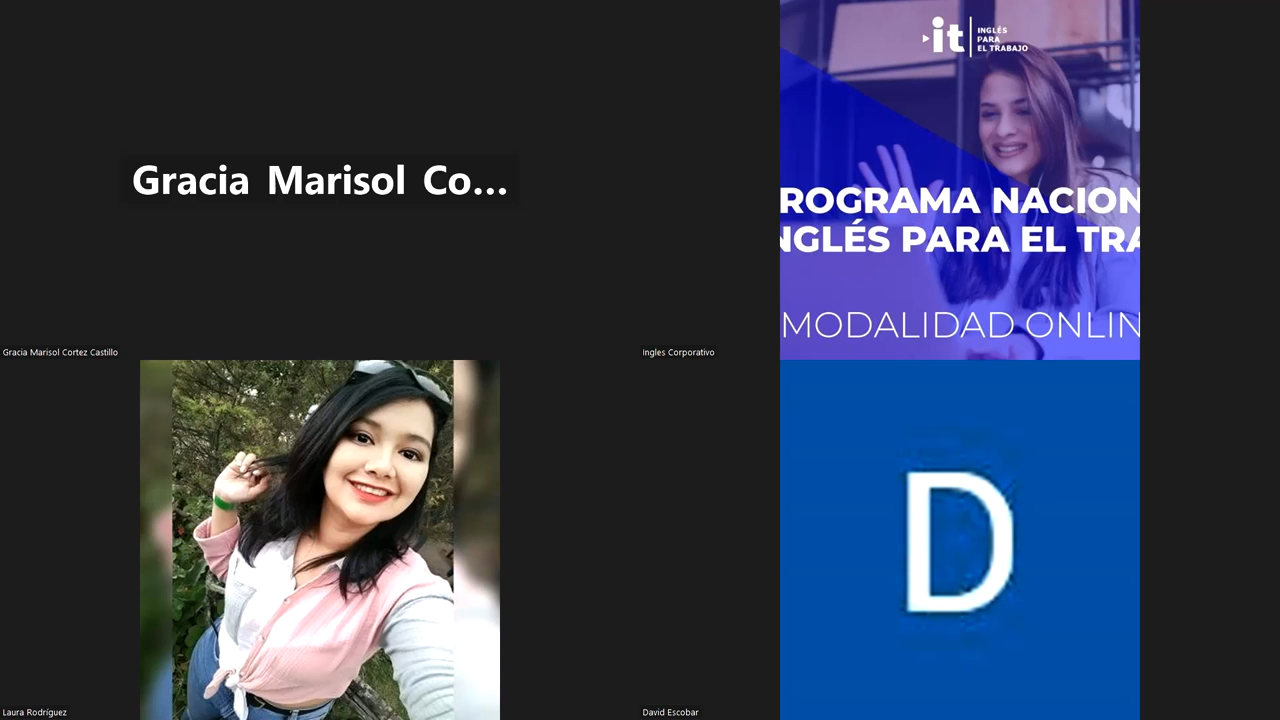 Gracia Marisol Co...
Gracia Marisol Cortez Castillo
it
INGLÉS
PARA
EL TRABAJO
ROGRAMA NACION
NGLÉS PARA EL TRA
MODALIDAD ONLIN
Ingles Corporativo
Laura Rodríguez
D
David Escobar